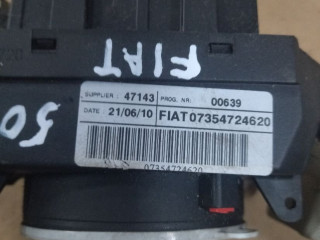 FIAT
50
SUPPLIER : 47143 PROG. NR. 00639
DATE : 21/06/10 FIAT07354724620
07354724620